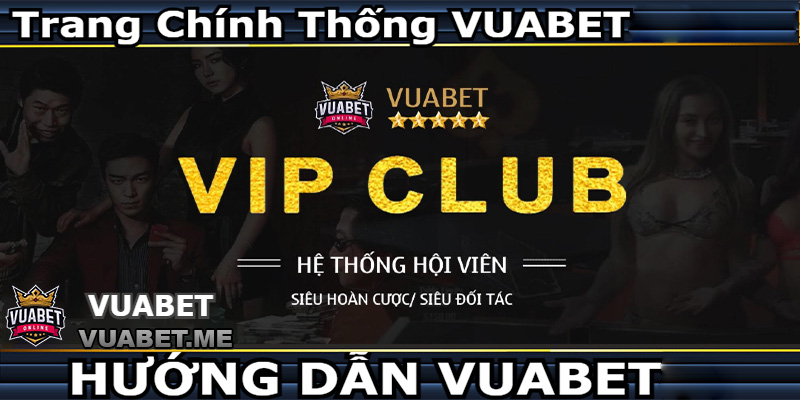 Trang Chính Thống VUABET
VUABET
ONLINE
VUABET
VIP CLUB
HỆ THỐNG HỘI VIÊN
SIÊU HOÀN CƯỢC/ SIÊU ĐỐI TÁC
VUABET
ONLINE
VUABET
VUABET.ME
HƯỚNG DẪN VUABET